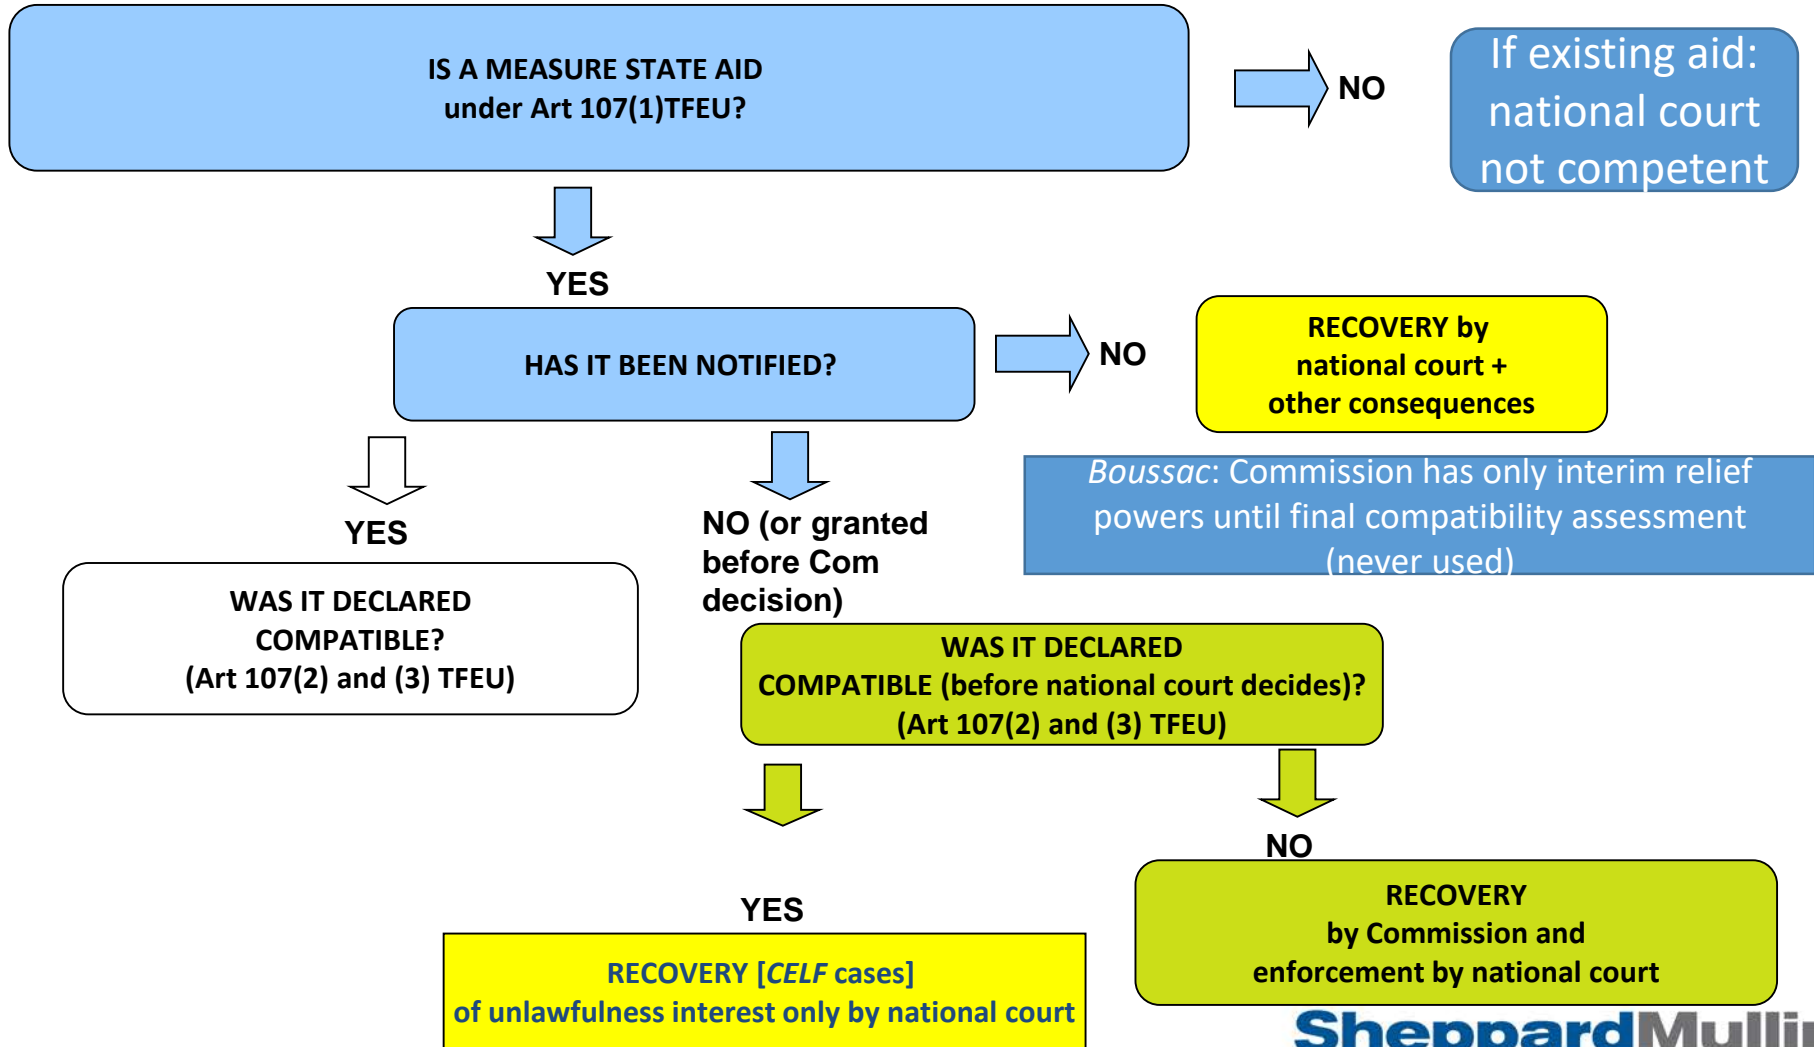 IS A MEASURE STATE AID
under Art 107(1)TFEU?
NO
If existing aid:
national court
not competent
YES
HAS IT BEEN NOTIFIED?
NO
RECOVERY by
national court +
other consequences
Boussac: Commission has only interim relief
powers until final compatibility assessment
(never used)
YES
NO (or granted
before Com
decision)
WAS IT DECLARED
COMPATIBLE?
(Art 107(2) and (3) TFEU)
WAS IT DECLARED
COMPATIBLE (before national court decides)?
(Art 107(2) and (3) TFEU)
NO
YES
RECOVERY
by Commission and
enforcement by national court
RECOVERY [CELF cases]
of unlawfulness interest only by national court
SheppardMullin